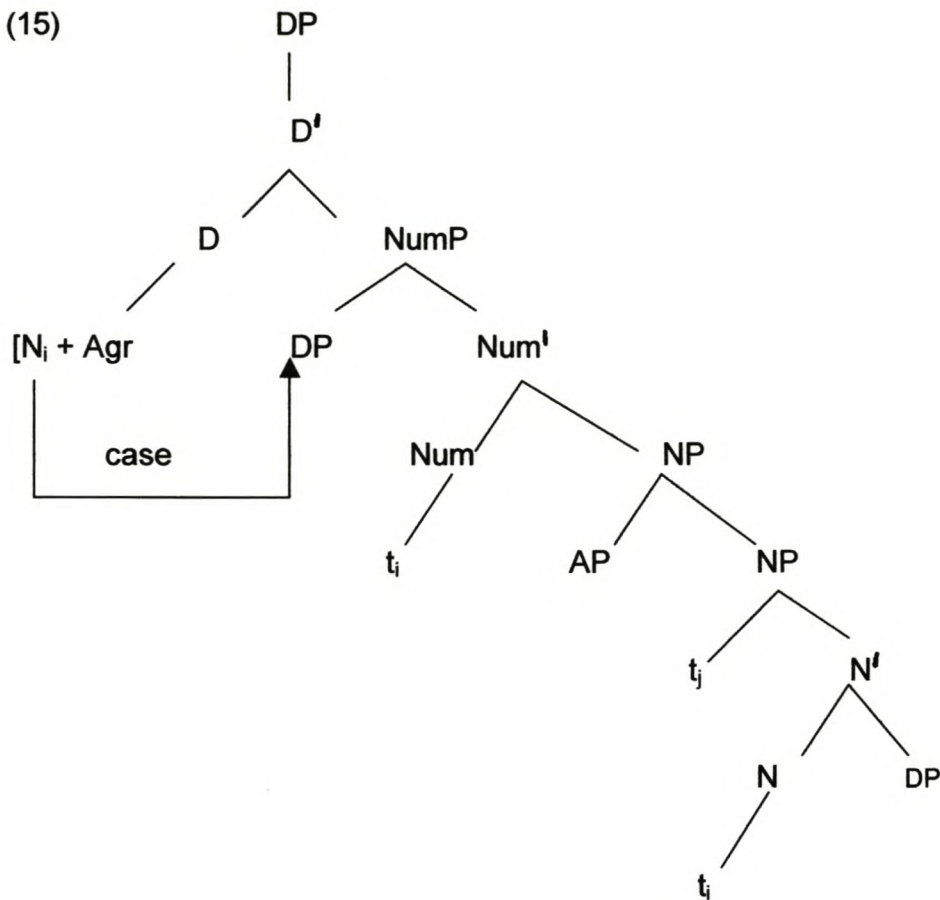 (15) DP
D'
D NumP
[Nᵢ + Agr DP Num'
case Num NP
tᵢ AP NP
tⱼ N'
N DP
tᵢ